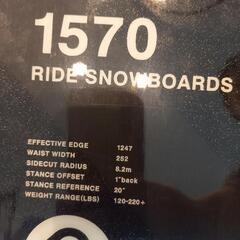 1570
RIDE SNOWBOARDS
EFFECTIVE EDGE 1247
WAIST WIDTH 252
SIDECUT RADIUS 8.2m
STANCE OFFSET 1"back
STANCE REFERENCE 20"
WEIGHT RANGE(LBS) 120-220+